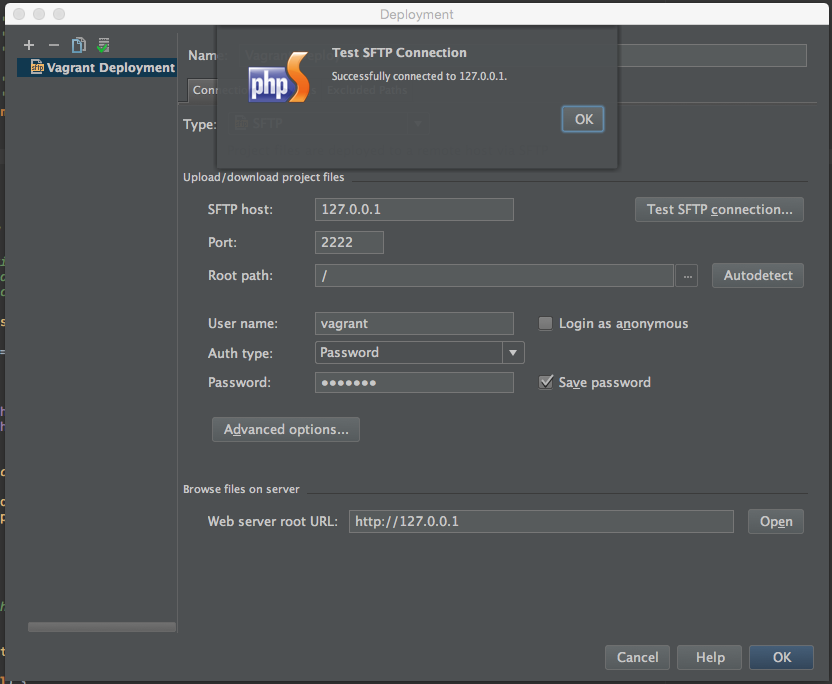 Deployment
Vagrant Deployment
Name
Test SFTP Connection
Successfully connected to 127.0.0.1.
php S
OK
Excluded Paths
Type: SFTP
Upload/download project files
SFTP host: 127.0.0.1 Test SFTP connection...
Port: 2222
Root path: / ... Autodetect
User name: vagrant Login as anonymous
Auth type: Password
Password: ••••••• Save password
Advanced options...
Browse files on server
Web server root URL: http://127.0.0.1 Open
Cancel Help OK